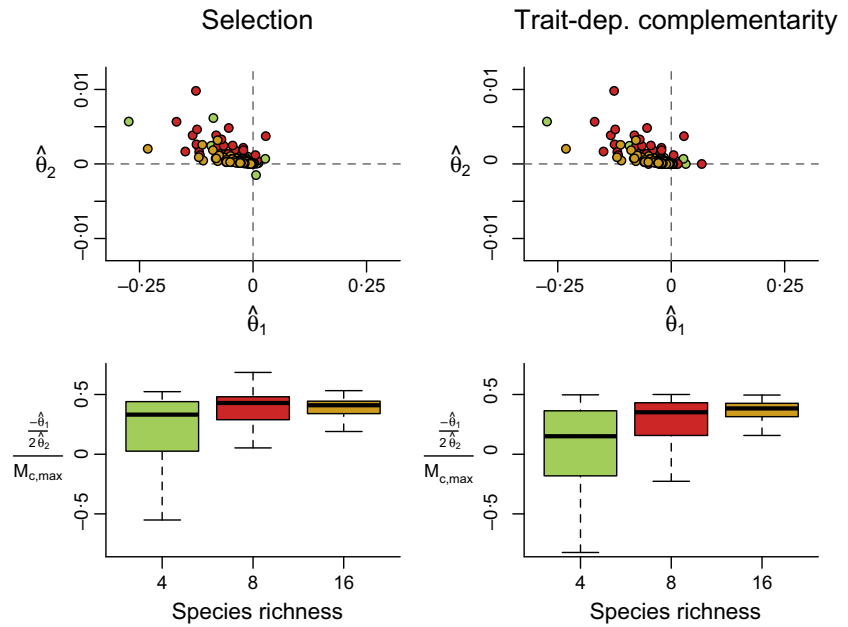 Selection
Trait-dep. complementarity
0·01
0
−0·01
θ̂₂
−0·25
0
0·25
θ̂₁
0·01
0
−0·01
θ̂₂
−0·25
0
0·25
θ̂₁
0·5
0
−0·5
−θ̂₁
2θ̂₂
M_c,max
4
8
16
Species richness
0·5
0
−0·5
−θ̂₁
2θ̂₂
M_c,max
4
8
16
Species richness